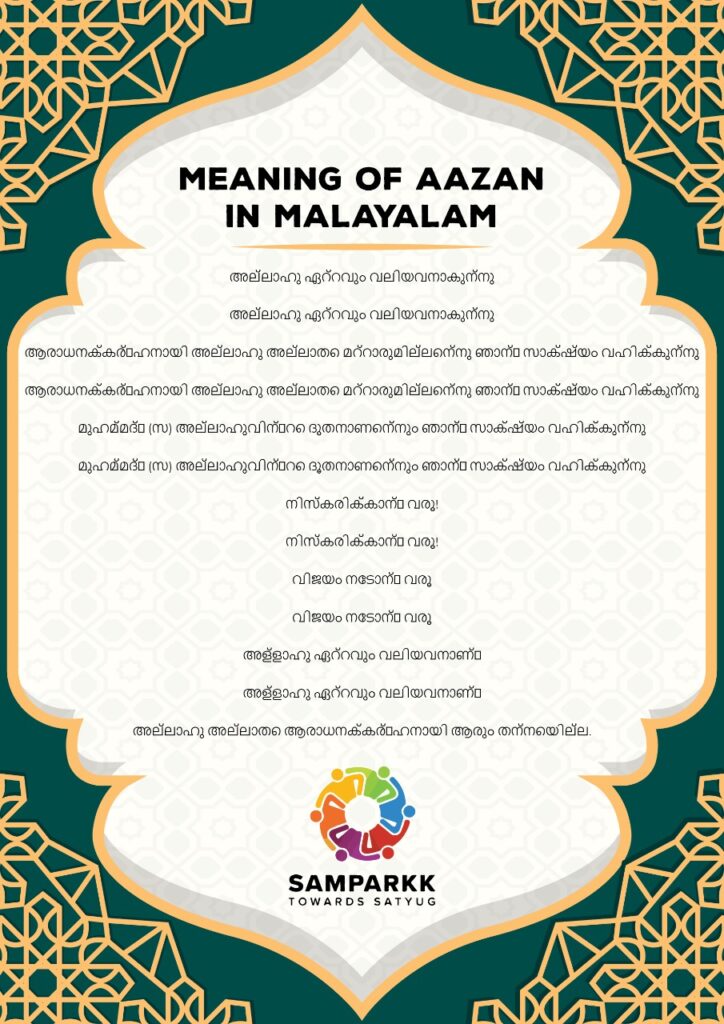 MEANING OF AAZAN
IN MALAYALAM
അല്ലാഹു ഏറ്റവും വലിയവനാകുന്നു
അല്ലാഹു ഏറ്റവും വലിയവനാകുന്നു
ആരാധനക്കർഹനായി അല്ലാഹു അല്ലാതെ മറ്റാരുമില്ലെന്നു ഞാൻ സാക്ഷ്യം വഹിക്കുന്നു
ആരാധനക്കർഹനായി അല്ലാഹു അല്ലാതെ മറ്റാരുമില്ലെന്നു ഞാൻ സാക്ഷ്യം വഹിക്കുന്നു
മുഹമ്മദ് (സ) അല്ലാഹുവിന്റെ ദൂതനാണെന്നും ഞാൻ സാക്ഷ്യം വഹിക്കുന്നു
മുഹമ്മദ് (സ) അല്ലാഹുവിന്റെ ദൂതനാണെന്നും ഞാൻ സാക്ഷ്യം വഹിക്കുന്നു
നിസ്കരിക്കാൻ വരൂ!
നിസ്കരിക്കാൻ വരൂ!
വിജയം നേടാൻ വരൂ
വിജയം നേടാൻ വരൂ
അള്ളാഹു ഏറ്റവും വലിയവനാണ്
അള്ളാഹു ഏറ്റവും വലിയവനാണ്
അല്ലാഹു അല്ലാതെ ആരാധനക്കർഹനായി ആരും തന്നെയില്ല.
SAMPARKK
TOWARDS SATYUG